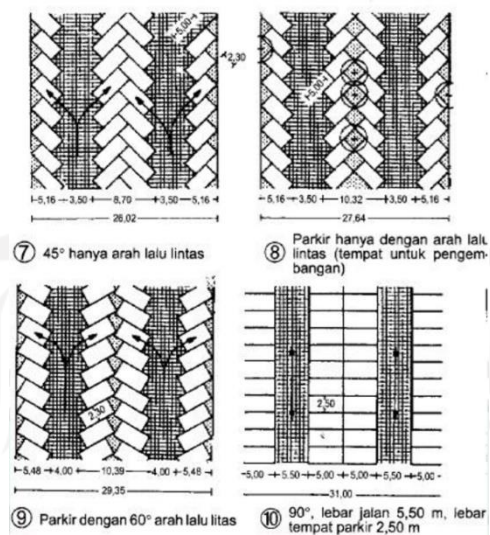 5,00
2,30
5,00
5,16 3,50 8,70 3,50 5,16
26,02
5,16 3,50 10,32 3,50 5,16
27,64
7 45° hanya arah lalu lintas
8 Parkir hanya dengan arah lalu
lintas (tempat untuk pengem-
bangan)
2,30
2,50
5,48 4,00 10,39 4,00 5,48
29,35
5,00 5,50 5,00 5,00 5,50 5,00
31,00
9 Parkir dengan 60° arah lalu litas
10 90°, lebar jalan 5,50 m, lebar
tempat parkir 2,50 m